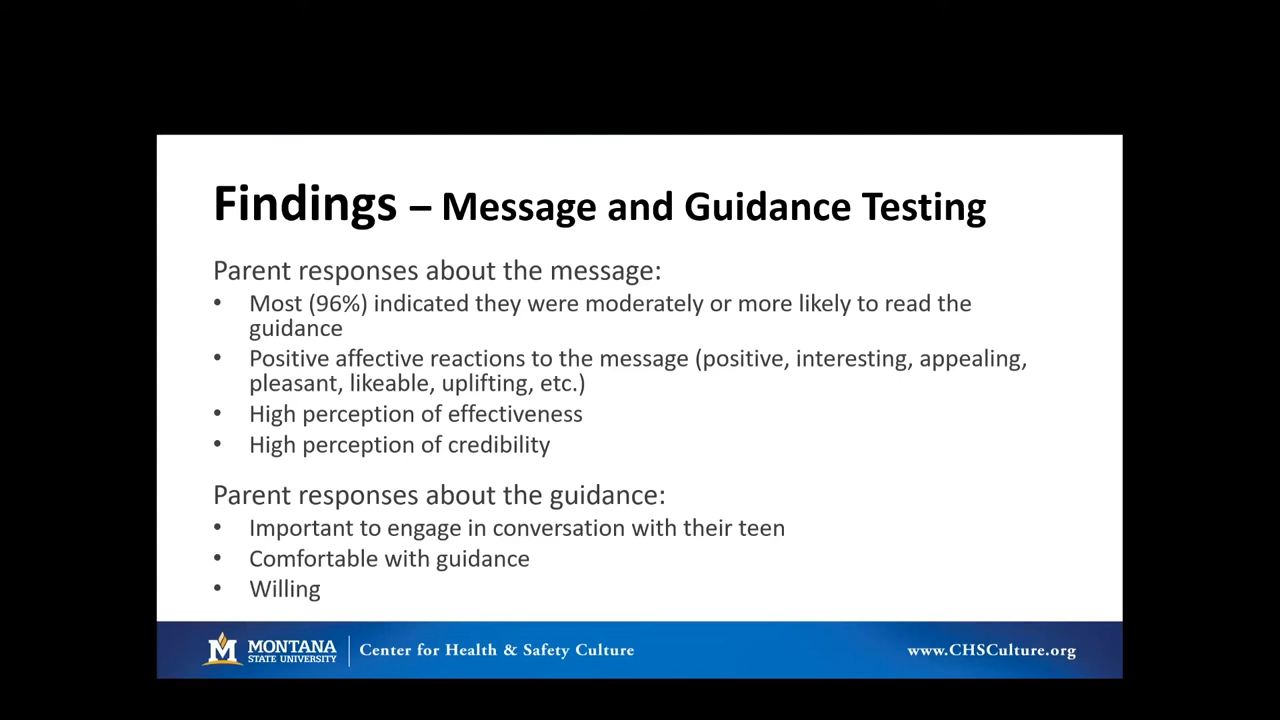 Findings – Message and Guidance Testing
Parent responses about the message:
• Most (96%) indicated they were moderately or more likely to read the
guidance
• Positive affective reactions to the message (positive, interesting, appealing,
pleasant, likeable, uplifting, etc.)
• High perception of effectiveness
• High perception of credibility
Parent responses about the guidance:
• Important to engage in conversation with their teen
• Comfortable with guidance
• Willing
M MONTANA
STATE UNIVERSITY
Center for Health & Safety Culture
www.CHSCulture.org